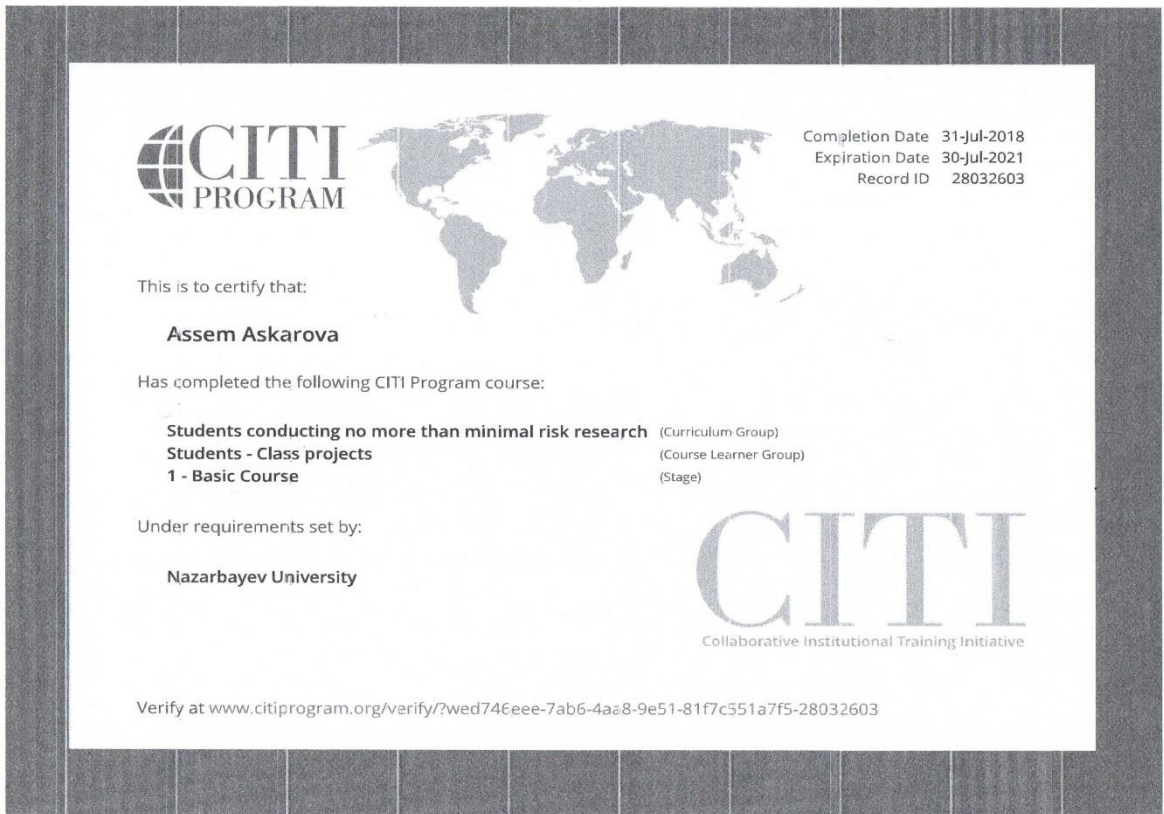 CITI
PROGRAM
Completion Date 31-Jul-2018
Expiration Date 30-Jul-2021
Record ID 28032603
This is to certify that:
Assem Askarova
Has completed the following CITI Program course:
Students conducting no more than minimal risk research (Curriculum Group)
Students - Class projects (Course Learner Group)
1 - Basic Course (Stage)
Under requirements set by:
Nazarbayev University
CITI
Collaborative Institutional Training Initiative
Verify at www.citiprogram.org/verify/?wed746eee-7ab6-4aa8-9e51-81f7c551a7f5-28032603